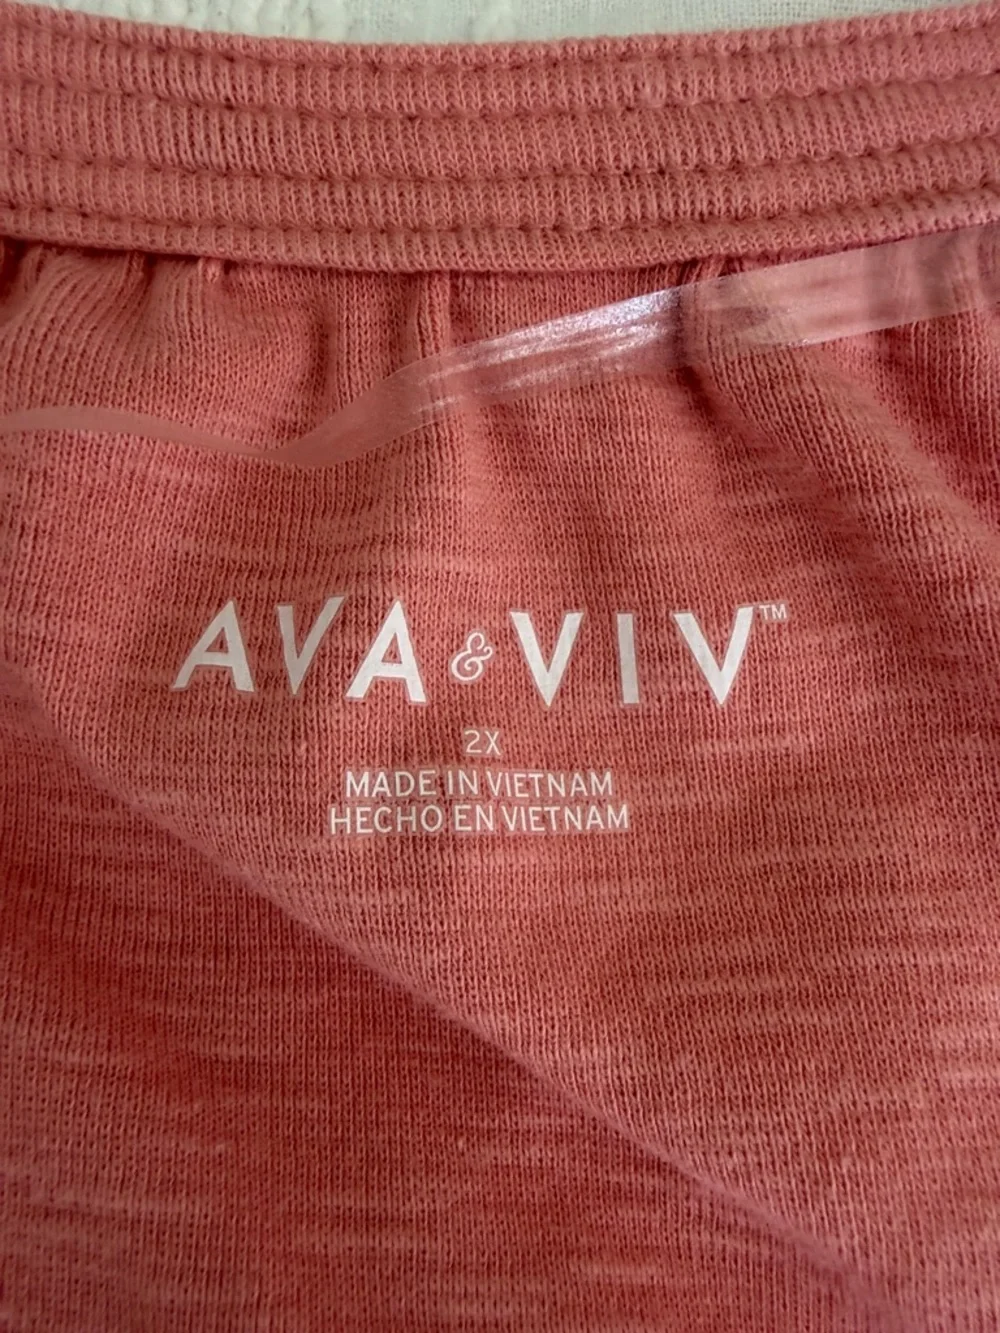 AVA & VIV™
2X
MADE IN VIETNAM
HECHO EN VIETNAM